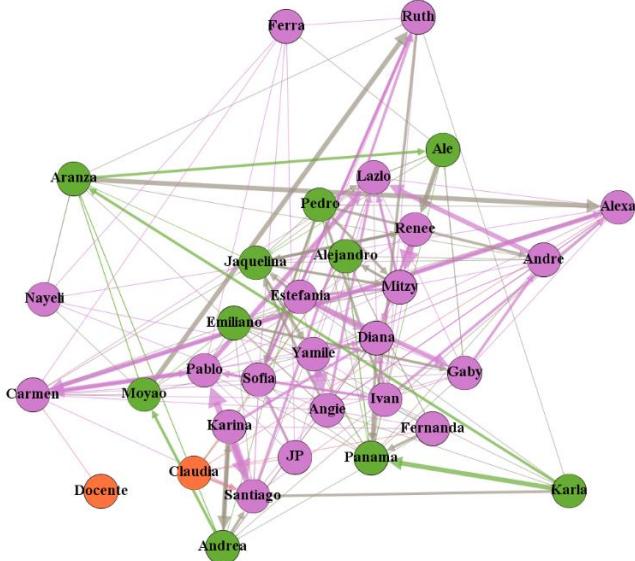 Ruth
Ferra
Ale
Aranza
Lazlo
Pedro
Alexa
Renee
Jaquelina
Alejandro
Andre
Mitzy
Nayeli
Estefania
Emiliano
Diana
Yamile
Pablo
Sofia
Gaby
Carmen
Moyao
Ivan
Angie
Karina
Fernanda
JP
Panama
Claudia
Docente
Santiago
Karla
Andrea